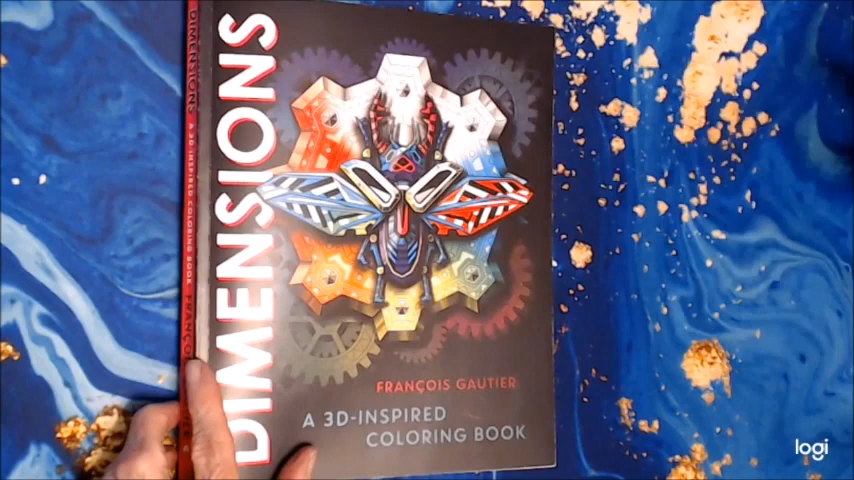 DIMENSIONS
A 3D INSPIRED COLORING BOOK
DIMENSIONS
FRANÇOIS GAUTIER
A 3D-INSPIRED
COLORING BOOK
logi